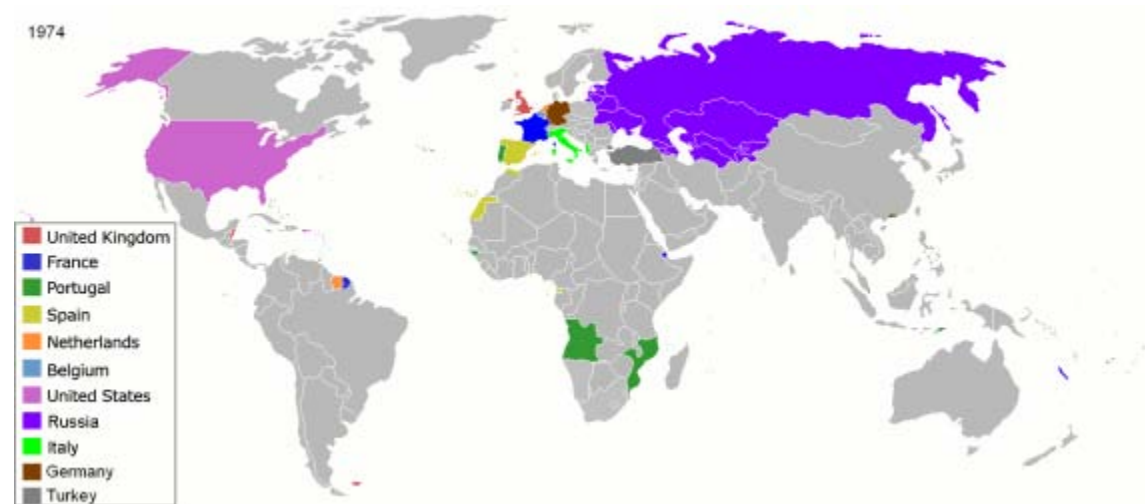 1974
United Kingdom
France
Portugal
Spain
Netherlands
Belgium
United States
Russia
Italy
Germany
Turkey